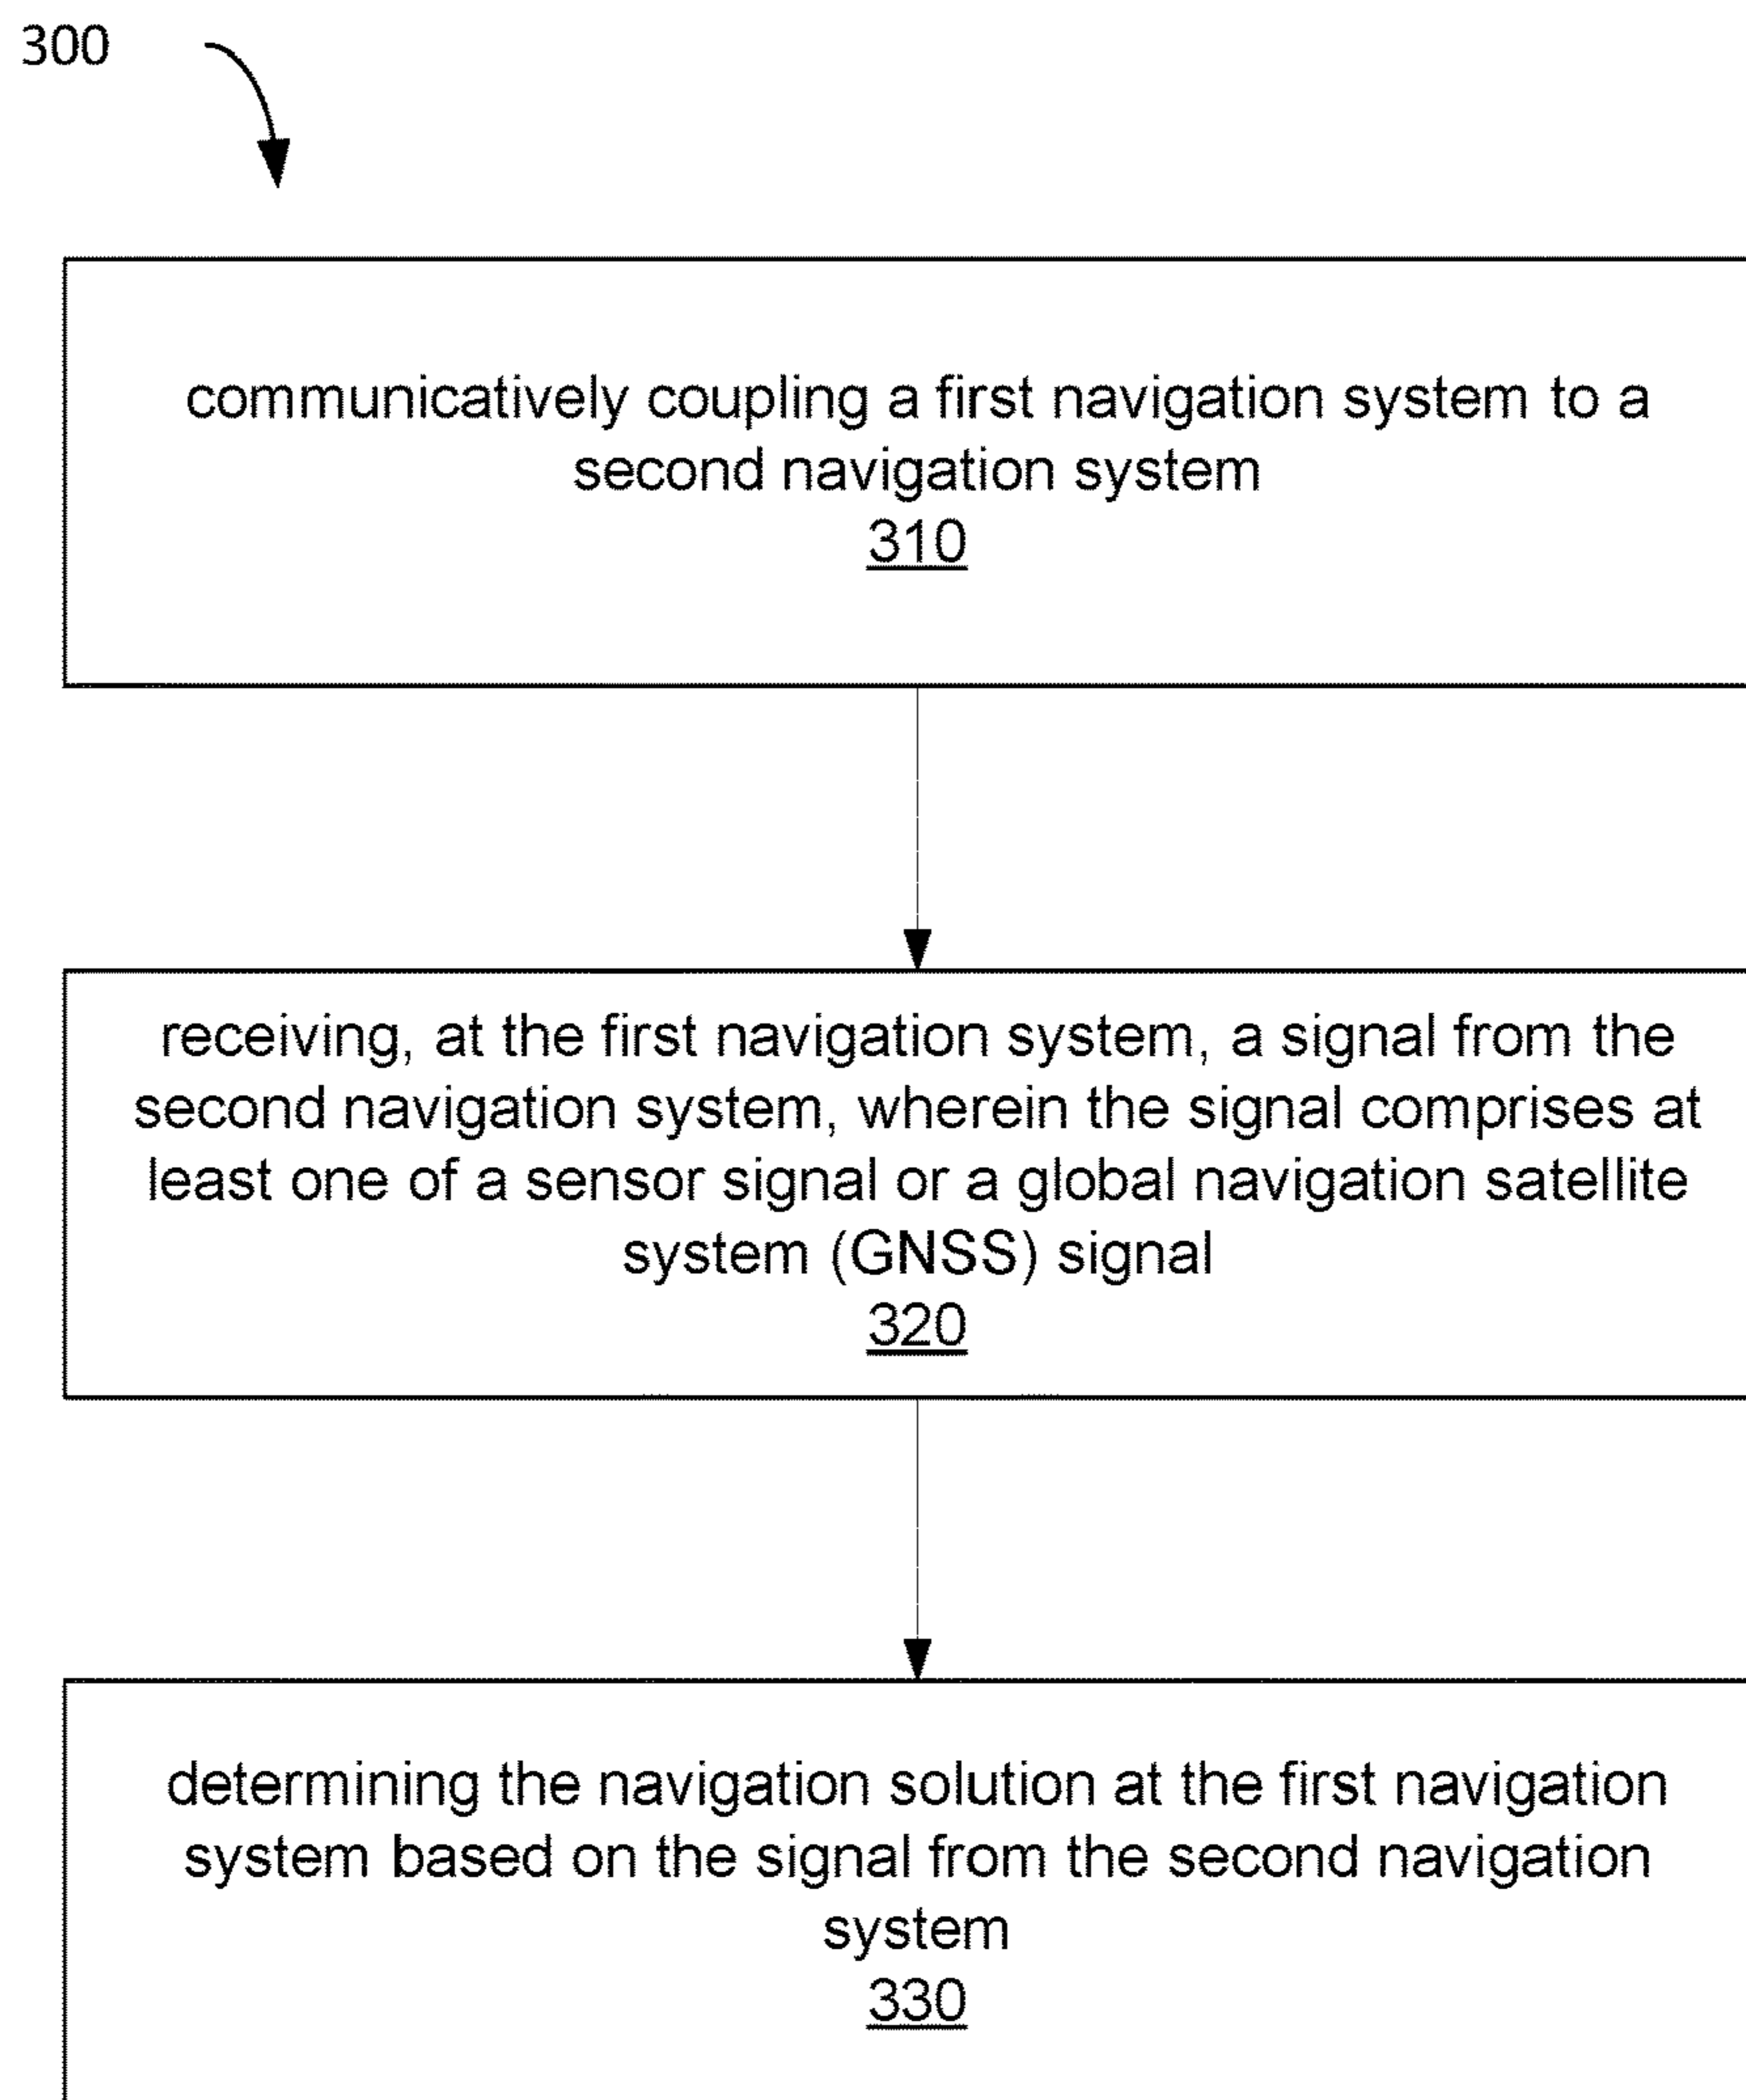 300
communicatively coupling a first navigation system to a
second navigation system
310
receiving, at the first navigation system, a signal from the
second navigation system, wherein the signal comprises at
least one of a sensor signal or a global navigation satellite
system (GNSS) signal
320
determining the navigation solution at the first navigation
system based on the signal from the second navigation
system
330